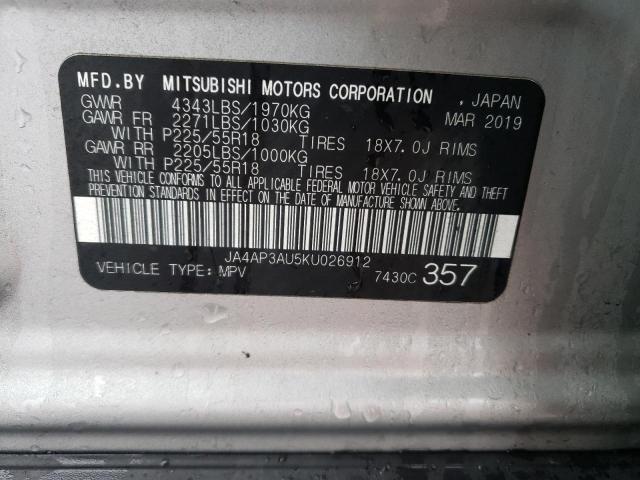 MFD.BY MITSUBISHI MOTORS CORPORATION , JAPAN
GVWR 4343LBS/1970KG MAR 2019
GAWR FR 2271LBS/1030KG
WITH P225/55R18 TIRES 18X7.0J RIMS
GAWR RR 2205LBS/1000KG
WITH P225/55R18 TIRES 18X7.0J RIMS
THIS VEHICLE CONFORMS TO ALL APPLICABLE FEDERAL MOTOR VEHICLE SAFETY AND THEFT
PREVENTION STANDARDS IN EFFECT ON THE DATE OF MANUFACTURE SHOWN ABOVE.
JA4AP3AU5KU026912
VEHICLE TYPE: MPV 7430C 357